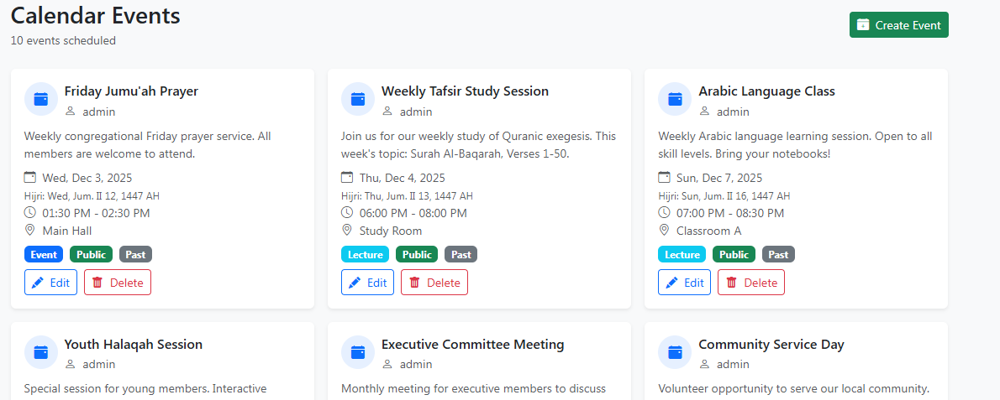 Calendar Events
10 events scheduled
Create Event
Friday Jumu'ah Prayer
admin
Weekly congregational Friday prayer service. All
members are welcome to attend.
Wed, Dec 3, 2025
Hijri: Wed, Jum. II 12, 1447 AH
01:30 PM - 02:30 PM
Main Hall
Event Public Past
Edit Delete
Weekly Tafsir Study Session
admin
Join us for our weekly study of Quranic exegesis. This
week's topic: Surah Al-Baqarah, Verses 1-50.
Thu, Dec 4, 2025
Hijri: Thu, Jum. II 13, 1447 AH
06:00 PM - 08:00 PM
Study Room
Lecture Public Past
Edit Delete
Arabic Language Class
admin
Weekly Arabic language learning session. Open to all
skill levels. Bring your notebooks!
Sun, Dec 7, 2025
Hijri: Sun, Jum. II 16, 1447 AH
07:00 PM - 08:30 PM
Classroom A
Lecture Public Past
Edit Delete
Youth Halaqah Session
admin
Special session for young members. Interactive
Executive Committee Meeting
admin
Monthly meeting for executive members to discuss
Community Service Day
admin
Volunteer opportunity to serve our local community.